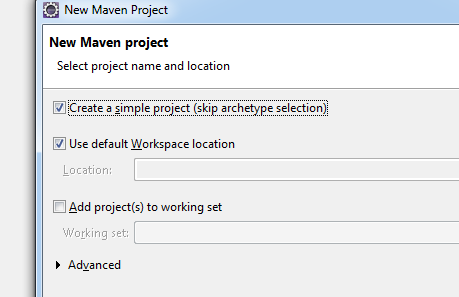 New Maven Project
New Maven project
Select project name and location
Create a simple project (skip archetype selection)
Use default Workspace location
Location:
Add project(s) to working set
Working set:
Advanced